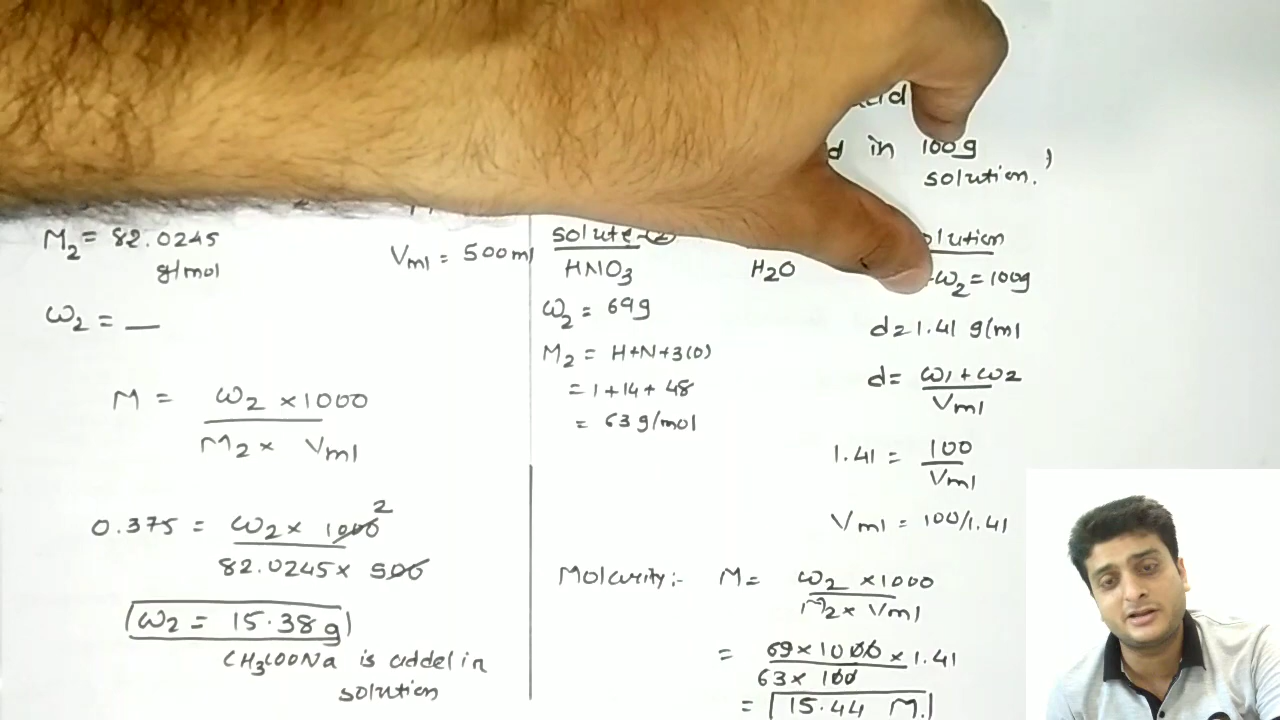 in 100g
solution.
M2 = 82.0245
g/mol
Vml = 500ml
ω2 = __
M = ω2 × 1000
M2 × Vml
0.375 = ω2 × 1000 2
82.0245 × 500
ω2 = 15.38 g
CH3COONa is added in
solution
solute-②
HNO3
ω2 = 69g
M2 = H+N+3(O)
= 1+14+48
= 63 g/mol
H2O
ω2 = 100g
d = 1.41 g/ml
d = ω1 + ω2
Vml
1.41 = 100
Vml
Vml = 100/1.41
Molarity:- M = ω2 × 1000
M2 × Vml
= 69 × 1000 × 1.41
63 × 100
= 15.44 M.